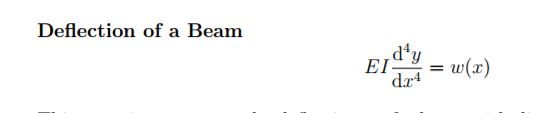 Deflection of a Beam
EI d⁴y/dx⁴ = w(x)